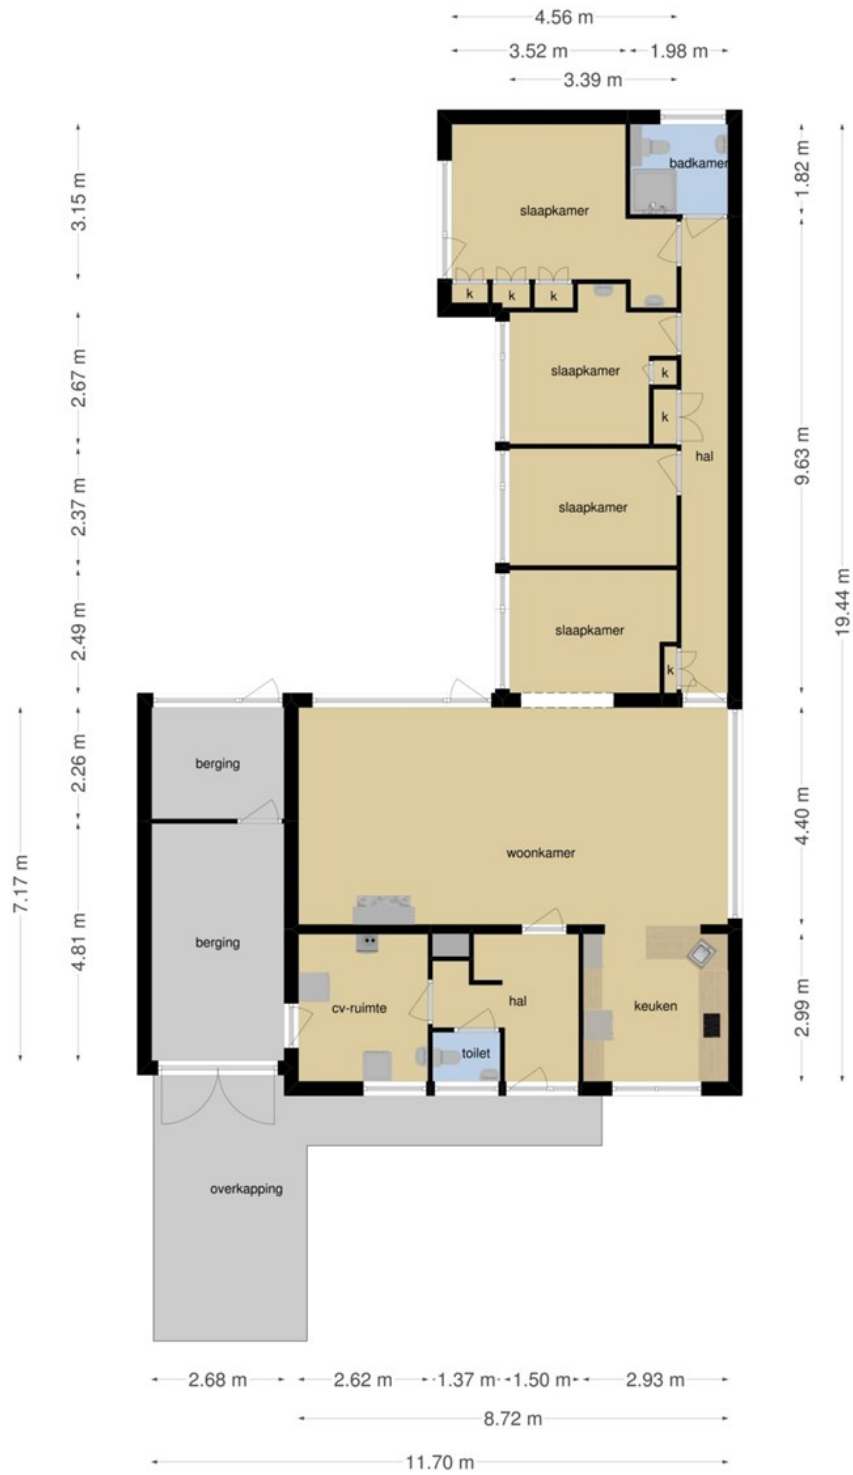 4.56 m
3.52 m
1.98 m
3.39 m
3.15 m
1.82 m
badkamer
slaapkamer
k
k
k
2.67 m
slaapkamer
k
k
9.63 m
hal
2.37 m
slaapkamer
19.44 m
2.49 m
slaapkamer
k
2.26 m
berging
4.40 m
woonkamer
7.17 m
4.81 m
berging
cv-ruimte
hal
keuken
2.99 m
toilet
overkapping
2.68 m
2.62 m
1.37 m
1.50 m
2.93 m
8.72 m
11.70 m